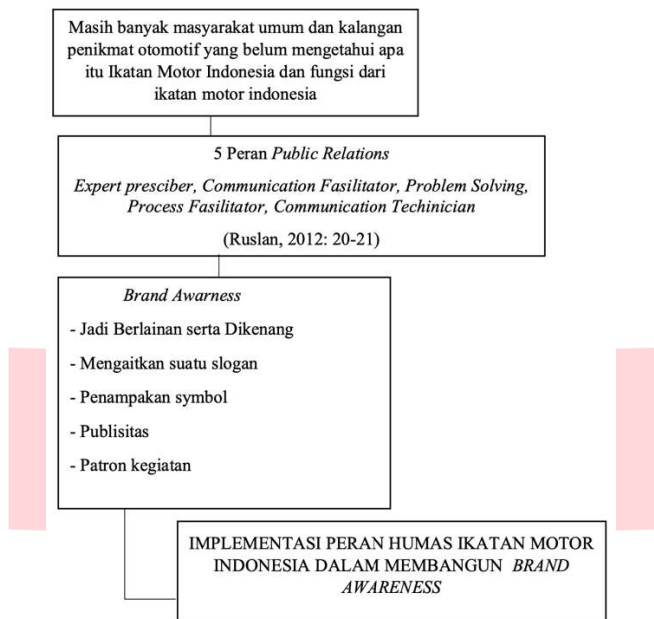 Masih banyak masyarakat umum dan kalangan
penikmat otomotif yang belum mengetahui apa
itu Ikatan Motor Indonesia dan fungsi dari
ikatan motor indonesia
5 Peran Public Relations
Expert presciber, Communication Fasilitator, Problem Solving,
Process Fasilitator, Communication Techinician
(Ruslan, 2012: 20-21)
Brand Awarness
- Jadi Berlainan serta Dikenang
- Mengaitkan suatu slogan
- Penampakan symbol
- Publisitas
- Patron kegiatan
IMPLEMENTASI PERAN HUMAS IKATAN MOTOR
INDONESIA DALAM MEMBANGUN BRAND
AWARENESS